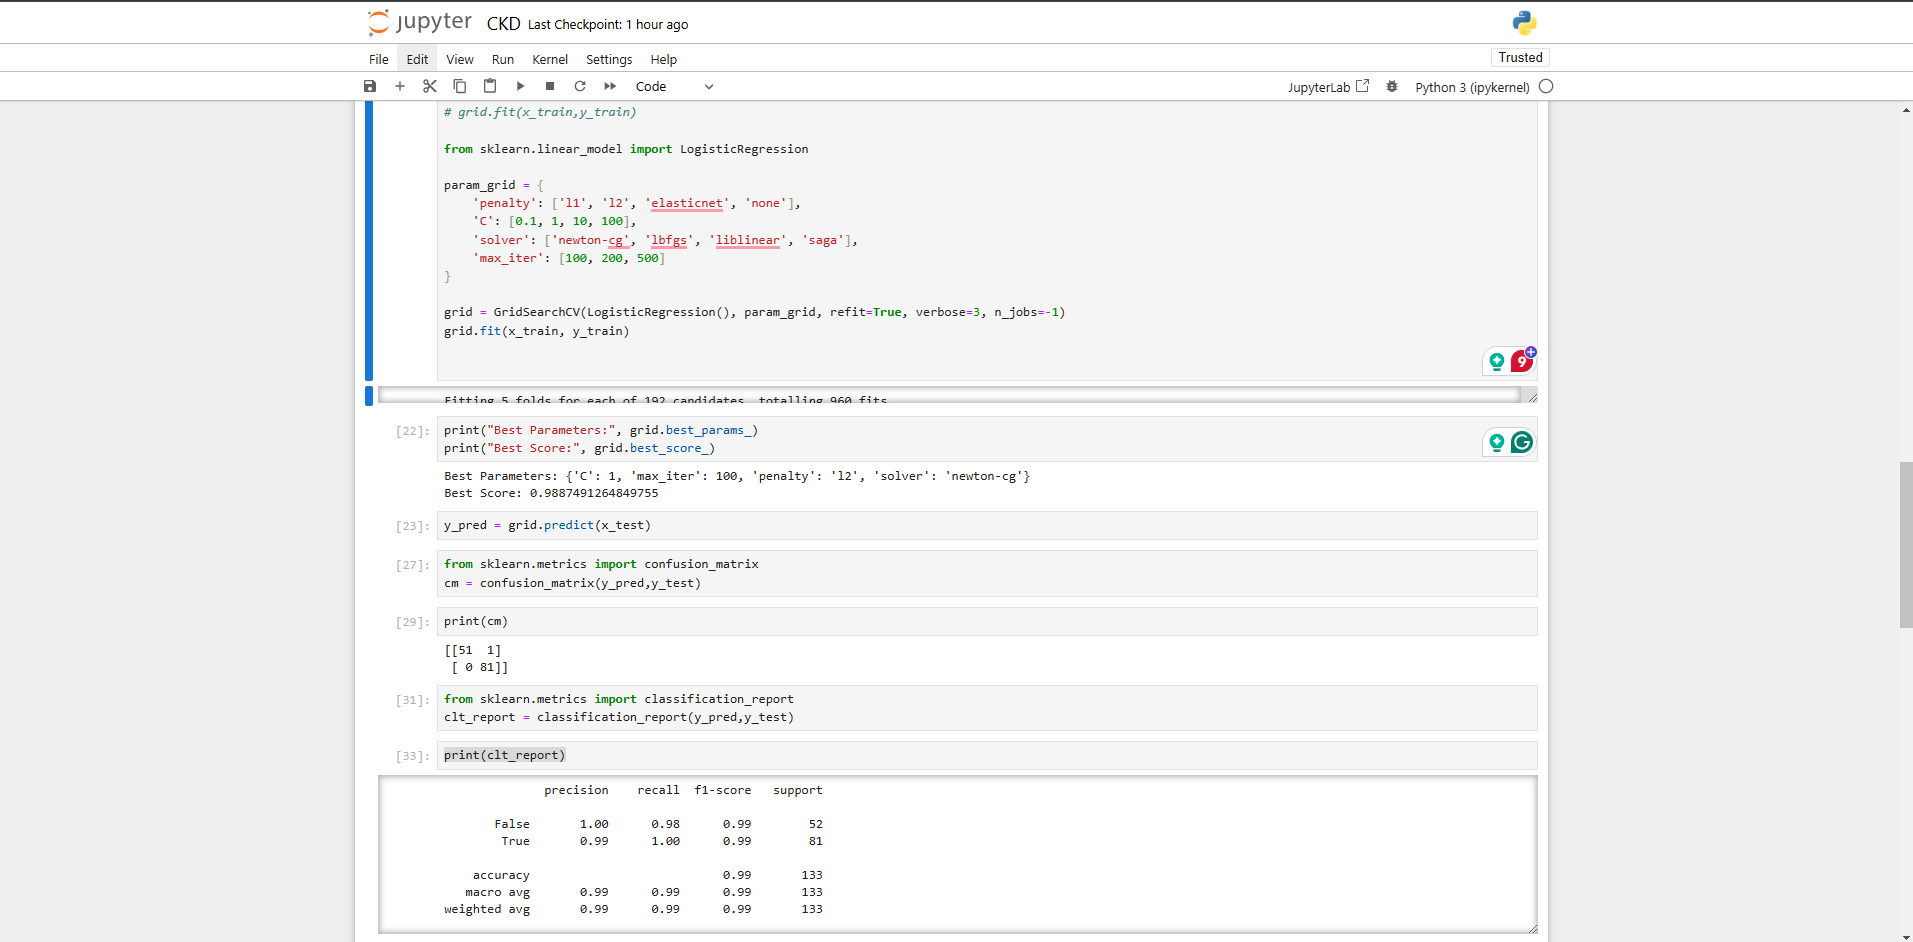 jupyter CKD Last Checkpoint: 1 hour ago
File Edit View Run Kernel Settings Help Trusted
Code JupyterLab Python 3 (ipykernel)
# grid.fit(x_train,y_train)
from sklearn.linear_model import LogisticRegression
param_grid = {
    'penalty': ['l1', 'l2', 'elasticnet', 'none'],
    'C': [0.1, 1, 10, 100],
    'solver': ['newton-cg', 'lbfgs', 'liblinear', 'saga'],
    'max_iter': [100, 200, 500]
}
grid = GridSearchCV(LogisticRegression(), param_grid, refit=True, verbose=3, n_jobs=-1)
grid.fit(x_train, y_train)
9
Fitting 5 folds for each of 192 candidates, totalling 960 fits
[22]: print("Best Parameters:", grid.best_params_)
print("Best Score:", grid.best_score_)
Best Parameters: {'C': 1, 'max_iter': 100, 'penalty': 'l2', 'solver': 'newton-cg'}
Best Score: 0.9887491264849755
[23]: y_pred = grid.predict(x_test)
[27]: from sklearn.metrics import confusion_matrix
cm = confusion_matrix(y_pred,y_test)
[29]: print(cm)
[[51  1]
 [ 0 81]]
[31]: from sklearn.metrics import classification_report
clt_report = classification_report(y_pred,y_test)
[33]: print(clt_report)
precision recall f1-score support
False 1.00 0.98 0.99 52
True 0.99 1.00 0.99 81
accuracy 0.99 133
macro avg 0.99 0.99 0.99 133
weighted avg 0.99 0.99 0.99 133